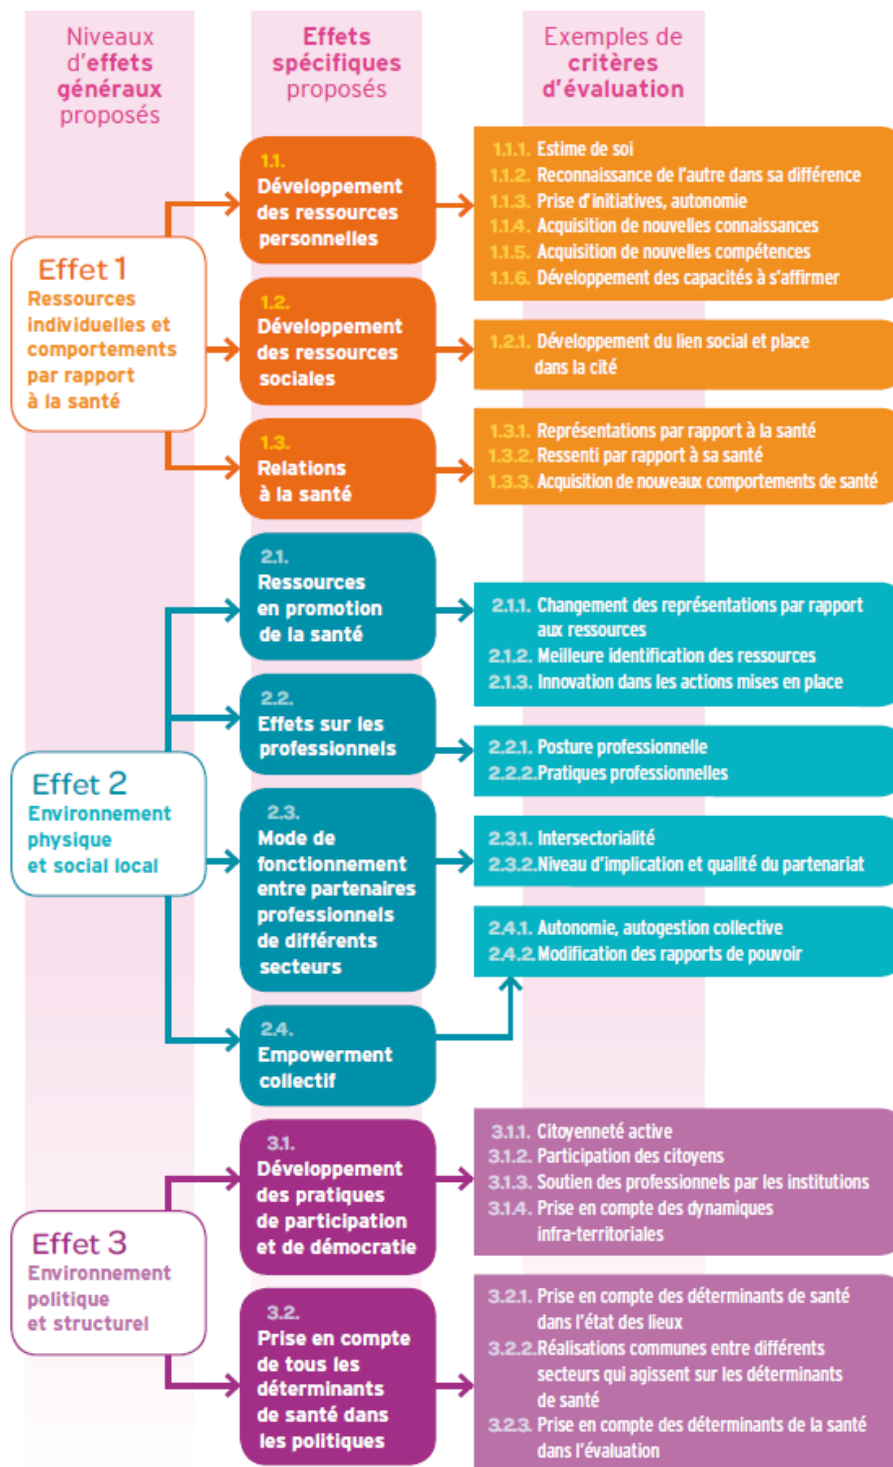 Niveaux
d'effets
généraux
proposés
Effets
spécifiques
proposés
Exemples de
critères
d'évaluation
Effet 1
Ressources
individuelles et
comportements
par rapport
à la santé
1.1.
Développement
des ressources
personnelles
1.1.1. Estime de soi
1.1.2. Reconnaissance de l'autre dans sa différence
1.1.3. Prise d'initiatives, autonomie
1.1.4. Acquisition de nouvelles connaissances
1.1.5. Acquisition de nouvelles compétences
1.1.6. Développement des capacités à s'affirmer
1.2.
Développement
des ressources
sociales
1.2.1. Développement du lien social et place
dans la cité
1.3.
Relations
à la santé
1.3.1. Représentations par rapport à la santé
1.3.2. Ressenti par rapport à sa santé
1.3.3. Acquisition de nouveaux comportements de santé
Effet 2
Environnement
physique
et social local
2.1.
Ressources
en promotion
de la santé
2.1.1. Changement des représentations par rapport
aux ressources
2.1.2. Meilleure identification des ressources
2.1.3. Innovation dans les actions mises en place
2.2.
Effets sur les
professionnels
2.2.1. Posture professionnelle
2.2.2. Pratiques professionnelles
2.3.
Mode de
fonctionnement
entre partenaires
professionnels
de différents
secteurs
2.3.1. Intersectorialité
2.3.2. Niveau d'implication et qualité du partenariat
2.4.
Empowerment
collectif
2.4.1. Autonomie, autogestion collective
2.4.2. Modification des rapports de pouvoir
Effet 3
Environnement
politique
et structurel
3.1.
Développement
des pratiques
de participation
et de démocratie
3.1.1. Citoyenneté active
3.1.2. Participation des citoyens
3.1.3. Soutien des professionnels par les institutions
3.1.4. Prise en compte des dynamiques
infra-territoriales
3.2.
Prise en compte
de tous les
déterminants
de santé dans
les politiques
3.2.1. Prise en compte des déterminants de santé
dans l'état des lieux
3.2.2. Réalisations communes entre différents
secteurs qui agissent sur les déterminants
de santé
3.2.3. Prise en compte des déterminants de la santé
dans l'évaluation